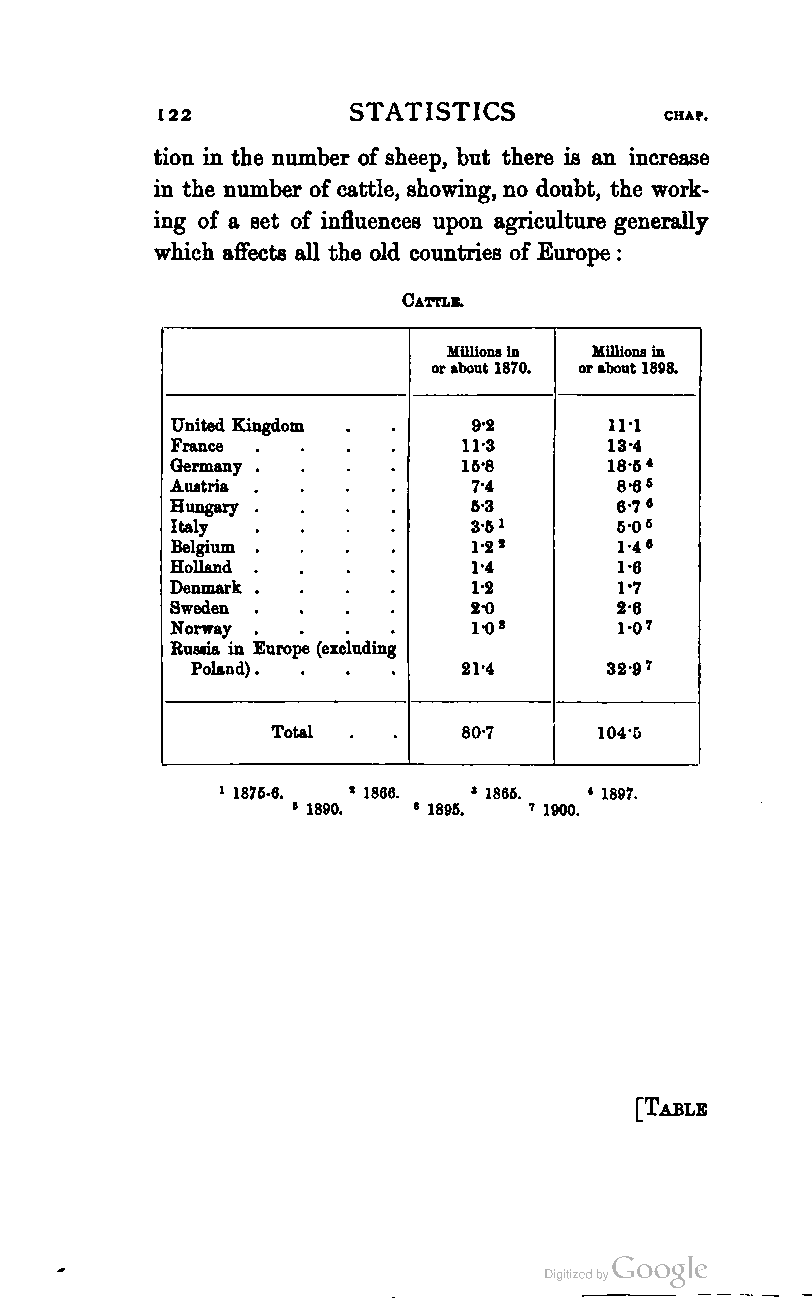 122 STATISTICS CHAP.
tion in the number of sheep, but there is an increase
in the number of cattle, showing, no doubt, the work-
ing of a set of influences upon agriculture generally
which affects all the old countries of Europe :
CATTLE.
Millions in Millions in
or about 1870. or about 1898.
United Kingdom . . 9·2 11·1
France . . . . 11·3 13·4
Germany . . . . 15·8 18·5 ⁴
Austria . . . . 7·4 8·6 ⁵
Hungary . . . . 5·3 6·7 ⁶
Italy . . . . 3·5 ¹ 5·0 ⁵
Belgium . . . . 1·2 ² 1·4 ⁶
Holland . . . . 1·4 1·6
Denmark . . . . 1·2 1·7
Sweden . . . . 2·0 2·6
Norway . . . . 1·0 ³ 1·0 ⁷
Russia in Europe (excluding
Poland) . . . . 21·4 32·9 ⁷
Total . . 80·7 104·5
¹ 1875-6. ² 1866. ³ 1865. ⁴ 1897.
⁵ 1890. ⁶ 1895. ⁷ 1900.
[TABLE
Digitized by Google